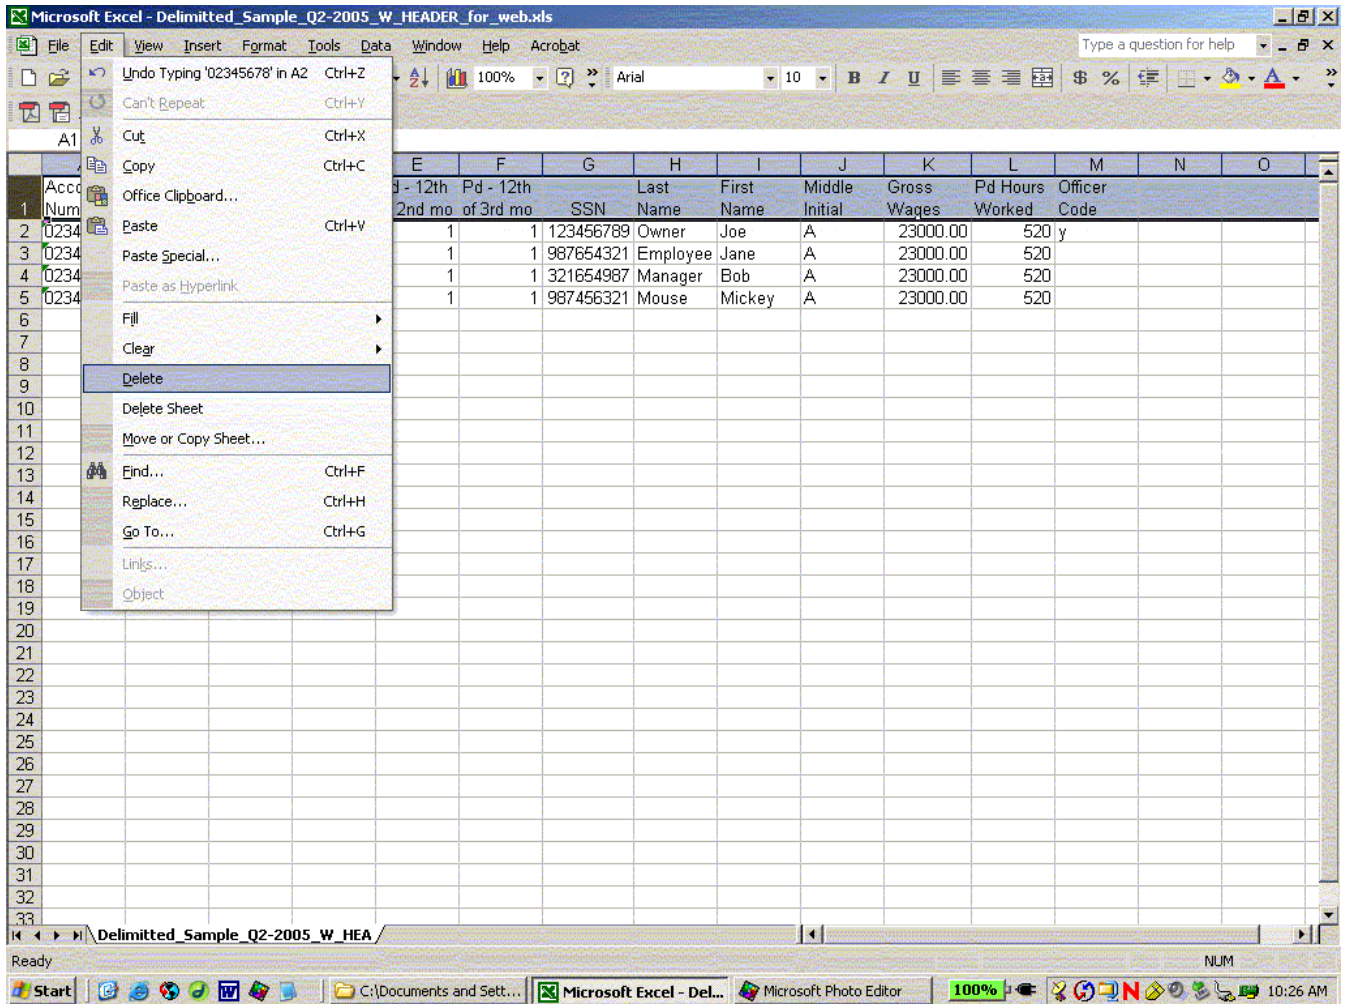 Microsoft Excel - Delimitted_Sample_Q2-2005_W_HEADER_for_web.xls
File Edit View Insert Format Tools Data Window Help Acrobat Type a question for help
Undo Typing '02345678' in A2 Ctrl+Z
100% Arial 10 B I U $ %
Can't Repeat Ctrl+Y
A1
Cut Ctrl+X
Copy Ctrl+C
Office Clipboard...
Paste Ctrl+V
Paste Special...
Paste as Hyperlink
Fill
Clear
Delete
Delete Sheet
Move or Copy Sheet...
Find... Ctrl+F
Replace... Ctrl+H
Go To... Ctrl+G
Links...
Object
E F G H I J K L M N O
Acco d - 12th Pd - 12th Last First Middle Gross Pd Hours Officer
1 Num 2nd mo of 3rd mo SSN Name Name Initial Wages Worked Code
2 0234 1 1 123456789 Owner Joe A 23000.00 520 y
3 0234 1 1 987654321 Employee Jane A 23000.00 520
4 0234 1 1 321654987 Manager Bob A 23000.00 520
5 0234 1 1 987456321 Mouse Mickey A 23000.00 520
6
7
8
9
10
11
12
13
14
15
16
17
18
19
20
21
22
23
24
25
26
27
28
29
30
31
32
33
Delimitted_Sample_Q2-2005_W_HEA
Ready NUM
Start C:\Documents and Sett... Microsoft Excel - Del... Microsoft Photo Editor 100% 10:26 AM